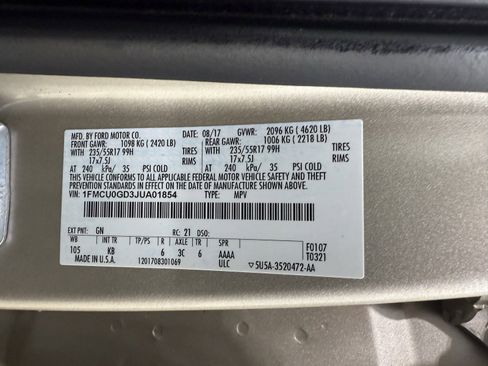 MFD. BY FORD MOTOR CO. 08/17 GVWR: 2096 KG ( 4620 LB)
FRONT GAWR: 1098 KG ( 2420 LB) REAR GAWR: 1006 KG ( 2218 LB)
WITH 235/55R17 99H TIRES WITH 235/55R17 99H TIRES
17x7.5J RIMS 17x7.5J RIMS
AT 240 kPa/ 35 PSI COLD AT 240 kPa/ 35 PSI COLD
THIS VEHICLE CONFORMS TO ALL APPLICABLE FEDERAL MOTOR VEHICLE SAFETY AND THEFT
PREVENTION STANDARDS IN EFFECT ON THE DATE OF MANUFACTURE SHOWN ABOVE.
VIN: 1FMCU0GD3JUA01854 TYPE: MPV
EXT PNT: GN RC: 21 DSO:
WB INT TR TP/PS R AXLE TR SPR F0107
105 KB 6 3C 6 AAAA T0321
MADE IN U.S.A. 1201708301069 ULC ▽5U5A-3520472-AA